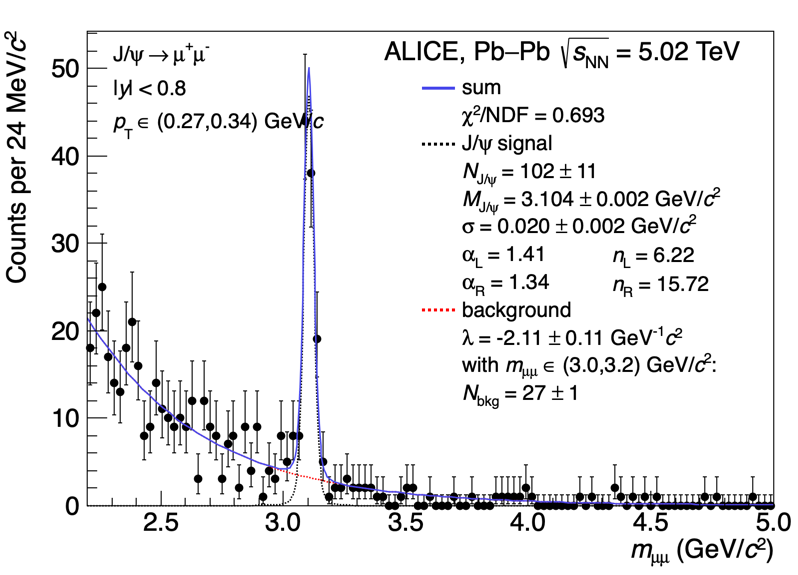 J/ψ → μ⁺μ⁻
|y| < 0.8
p_T ∈ (0.27,0.34) GeV/c
ALICE, Pb–Pb √s_NN = 5.02 TeV
sum
χ²/NDF = 0.693
J/ψ signal
N_J/ψ = 102 ± 11
M_J/ψ = 3.104 ± 0.002 GeV/c²
σ = 0.020 ± 0.002 GeV/c²
α_L = 1.41 n_L = 6.22
α_R = 1.34 n_R = 15.72
background
λ = -2.11 ± 0.11 GeV⁻¹c²
with m_μμ ∈ (3.0,3.2) GeV/c²:
N_bkg = 27 ± 1
Counts per 24 MeV/c²
50
40
30
20
10
0
2.5 3.0 3.5 4.0 4.5 5.0
m_μμ (GeV/c²)